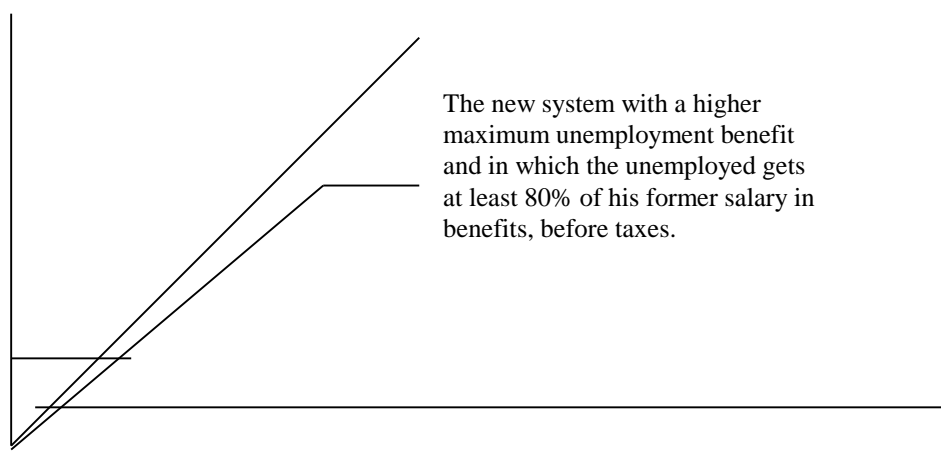 The new system with a higher
maximum unemployment benefit
and in which the unemployed gets
at least 80% of his former salary in
benefits, before taxes.